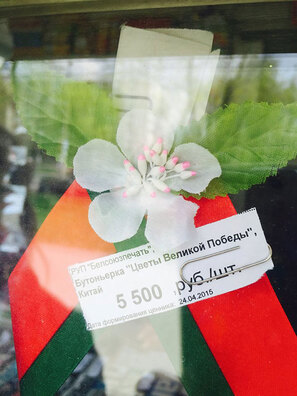 РУП "Белсоюзпечать",
Бутоньерка "Цветы Великой Победы",
Китай
5 500 руб./шт.
Дата формирования ценника: 24.04.2015